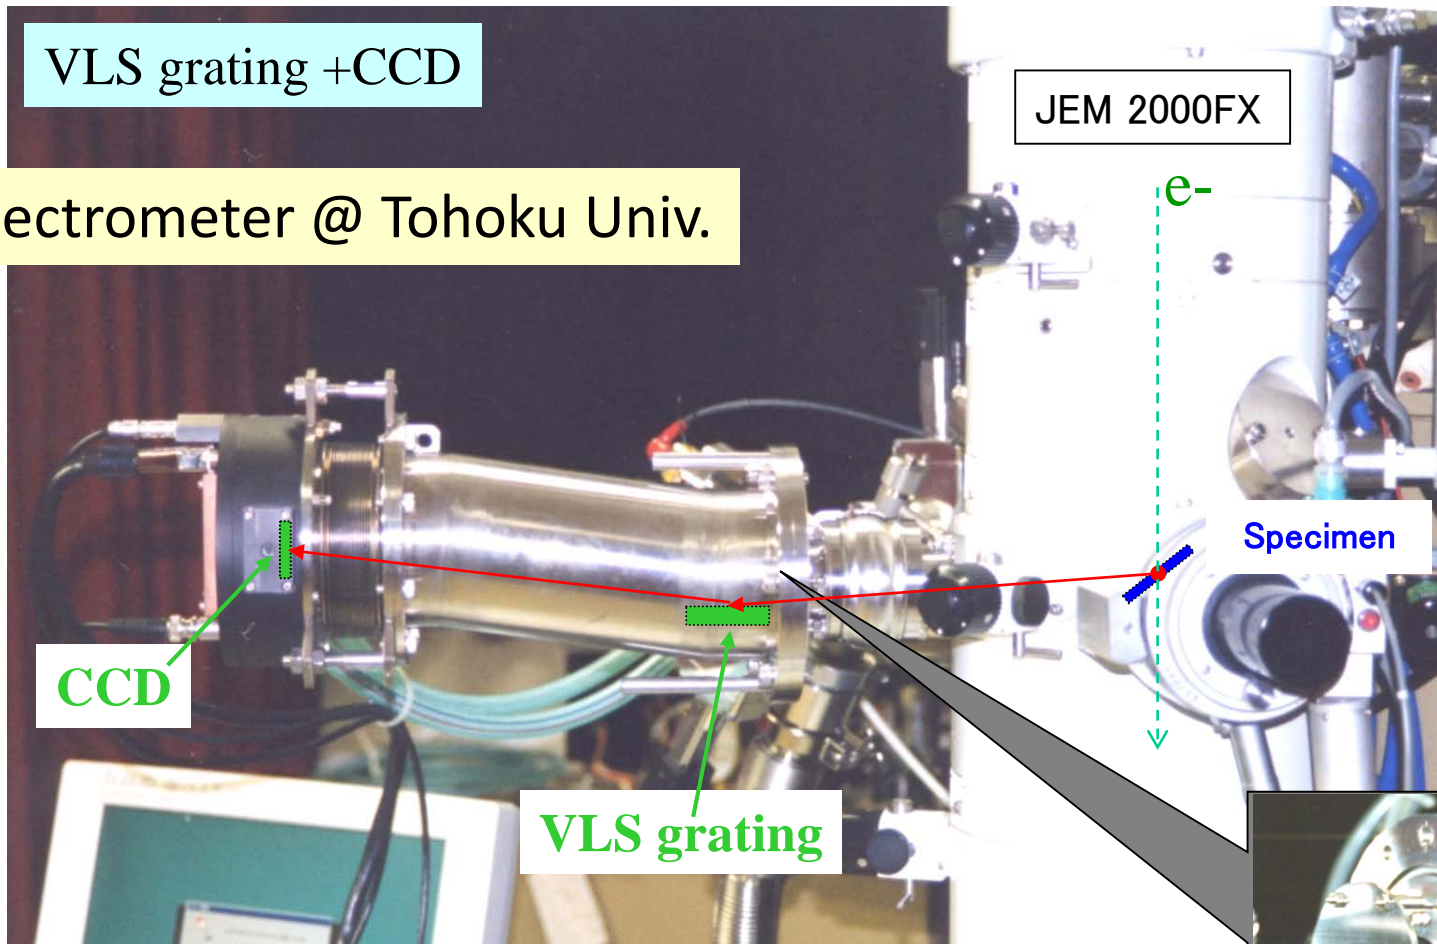 VLS grating +CCD
JEM 2000FX
e-
ectrometer @ Tohoku Univ.
Specimen
CCD
VLS grating